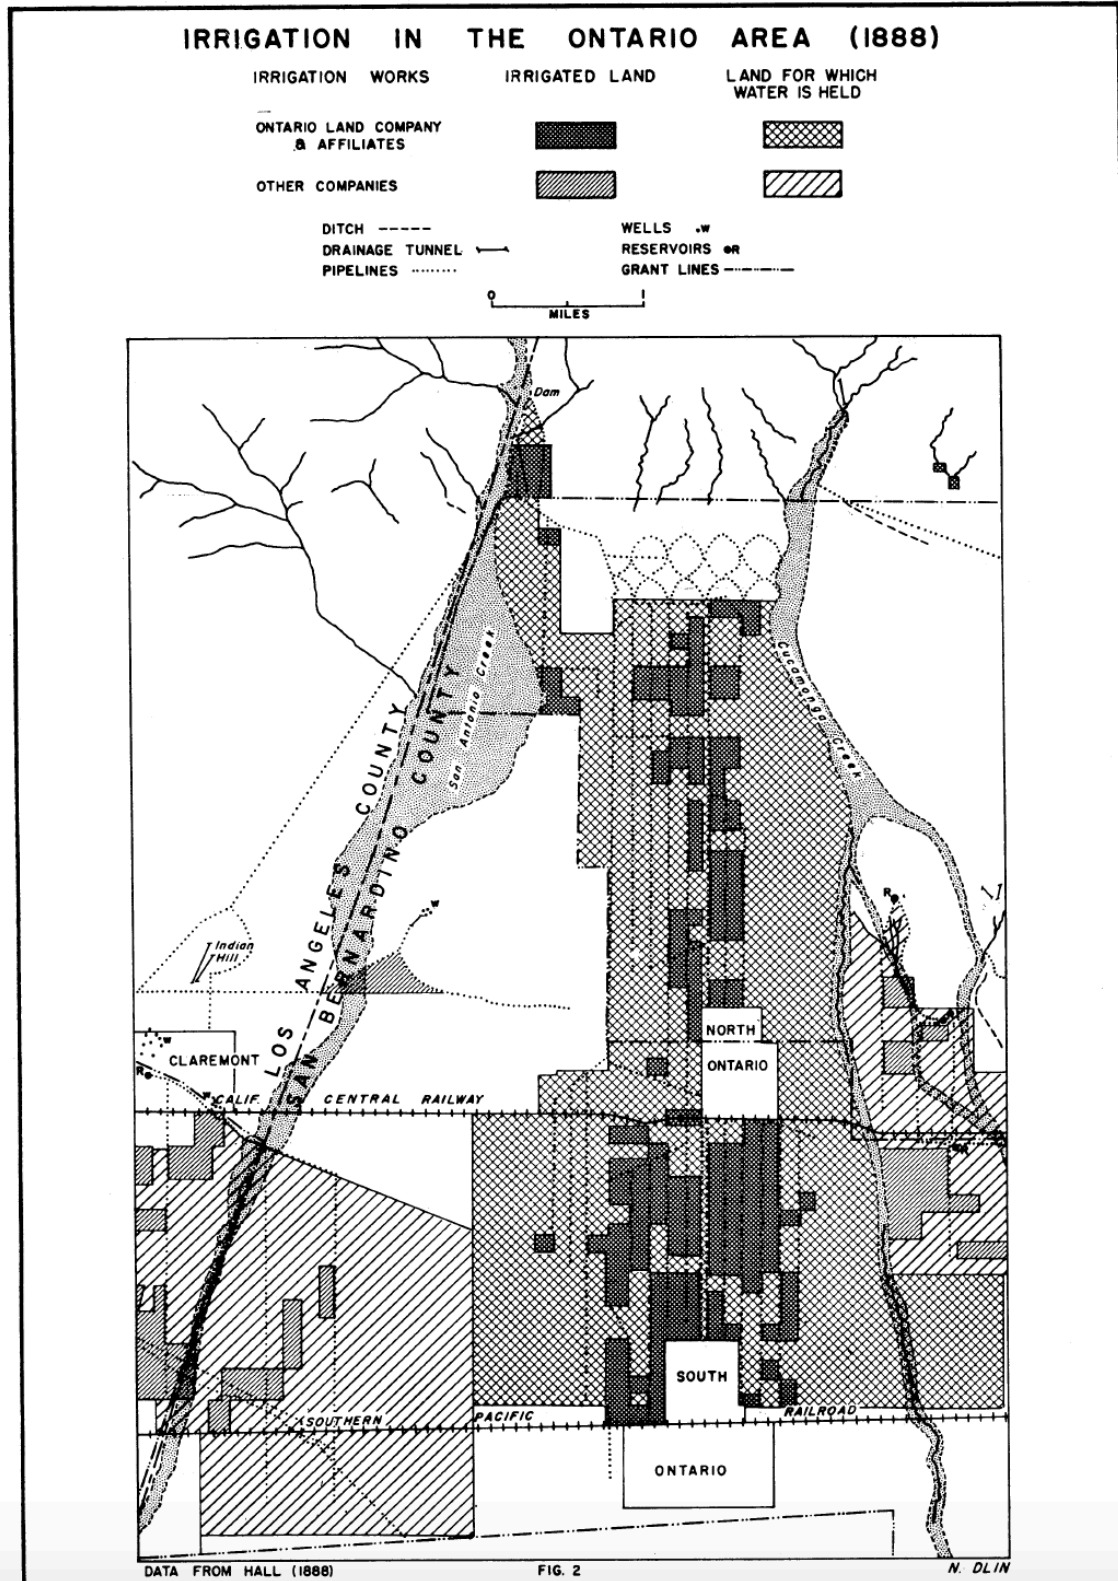 IRRIGATION IN THE ONTARIO AREA (1888)
IRRIGATION WORKS
IRRIGATED LAND
LAND FOR WHICH
WATER IS HELD
ONTARIO LAND COMPANY
& AFFILIATES
OTHER COMPANIES
DITCH
DRAINAGE TUNNEL
PIPELINES
WELLS .W
RESERVOIRS R
GRANT LINES
0 1
MILES
Dam
San Antonio Creek
Cucamonga Creek
LOS ANGELES COUNTY
SAN BERNARDINO COUNTY
W
R
Indian
Hill
W
CLAREMONT
R
W
CALIF. CENTRAL RAILWAY
NORTH
ONTARIO
R
SOUTH
SOUTHERN PACIFIC RAILROAD
ONTARIO
DATA FROM HALL (1888)
FIG. 2
N. DLIN